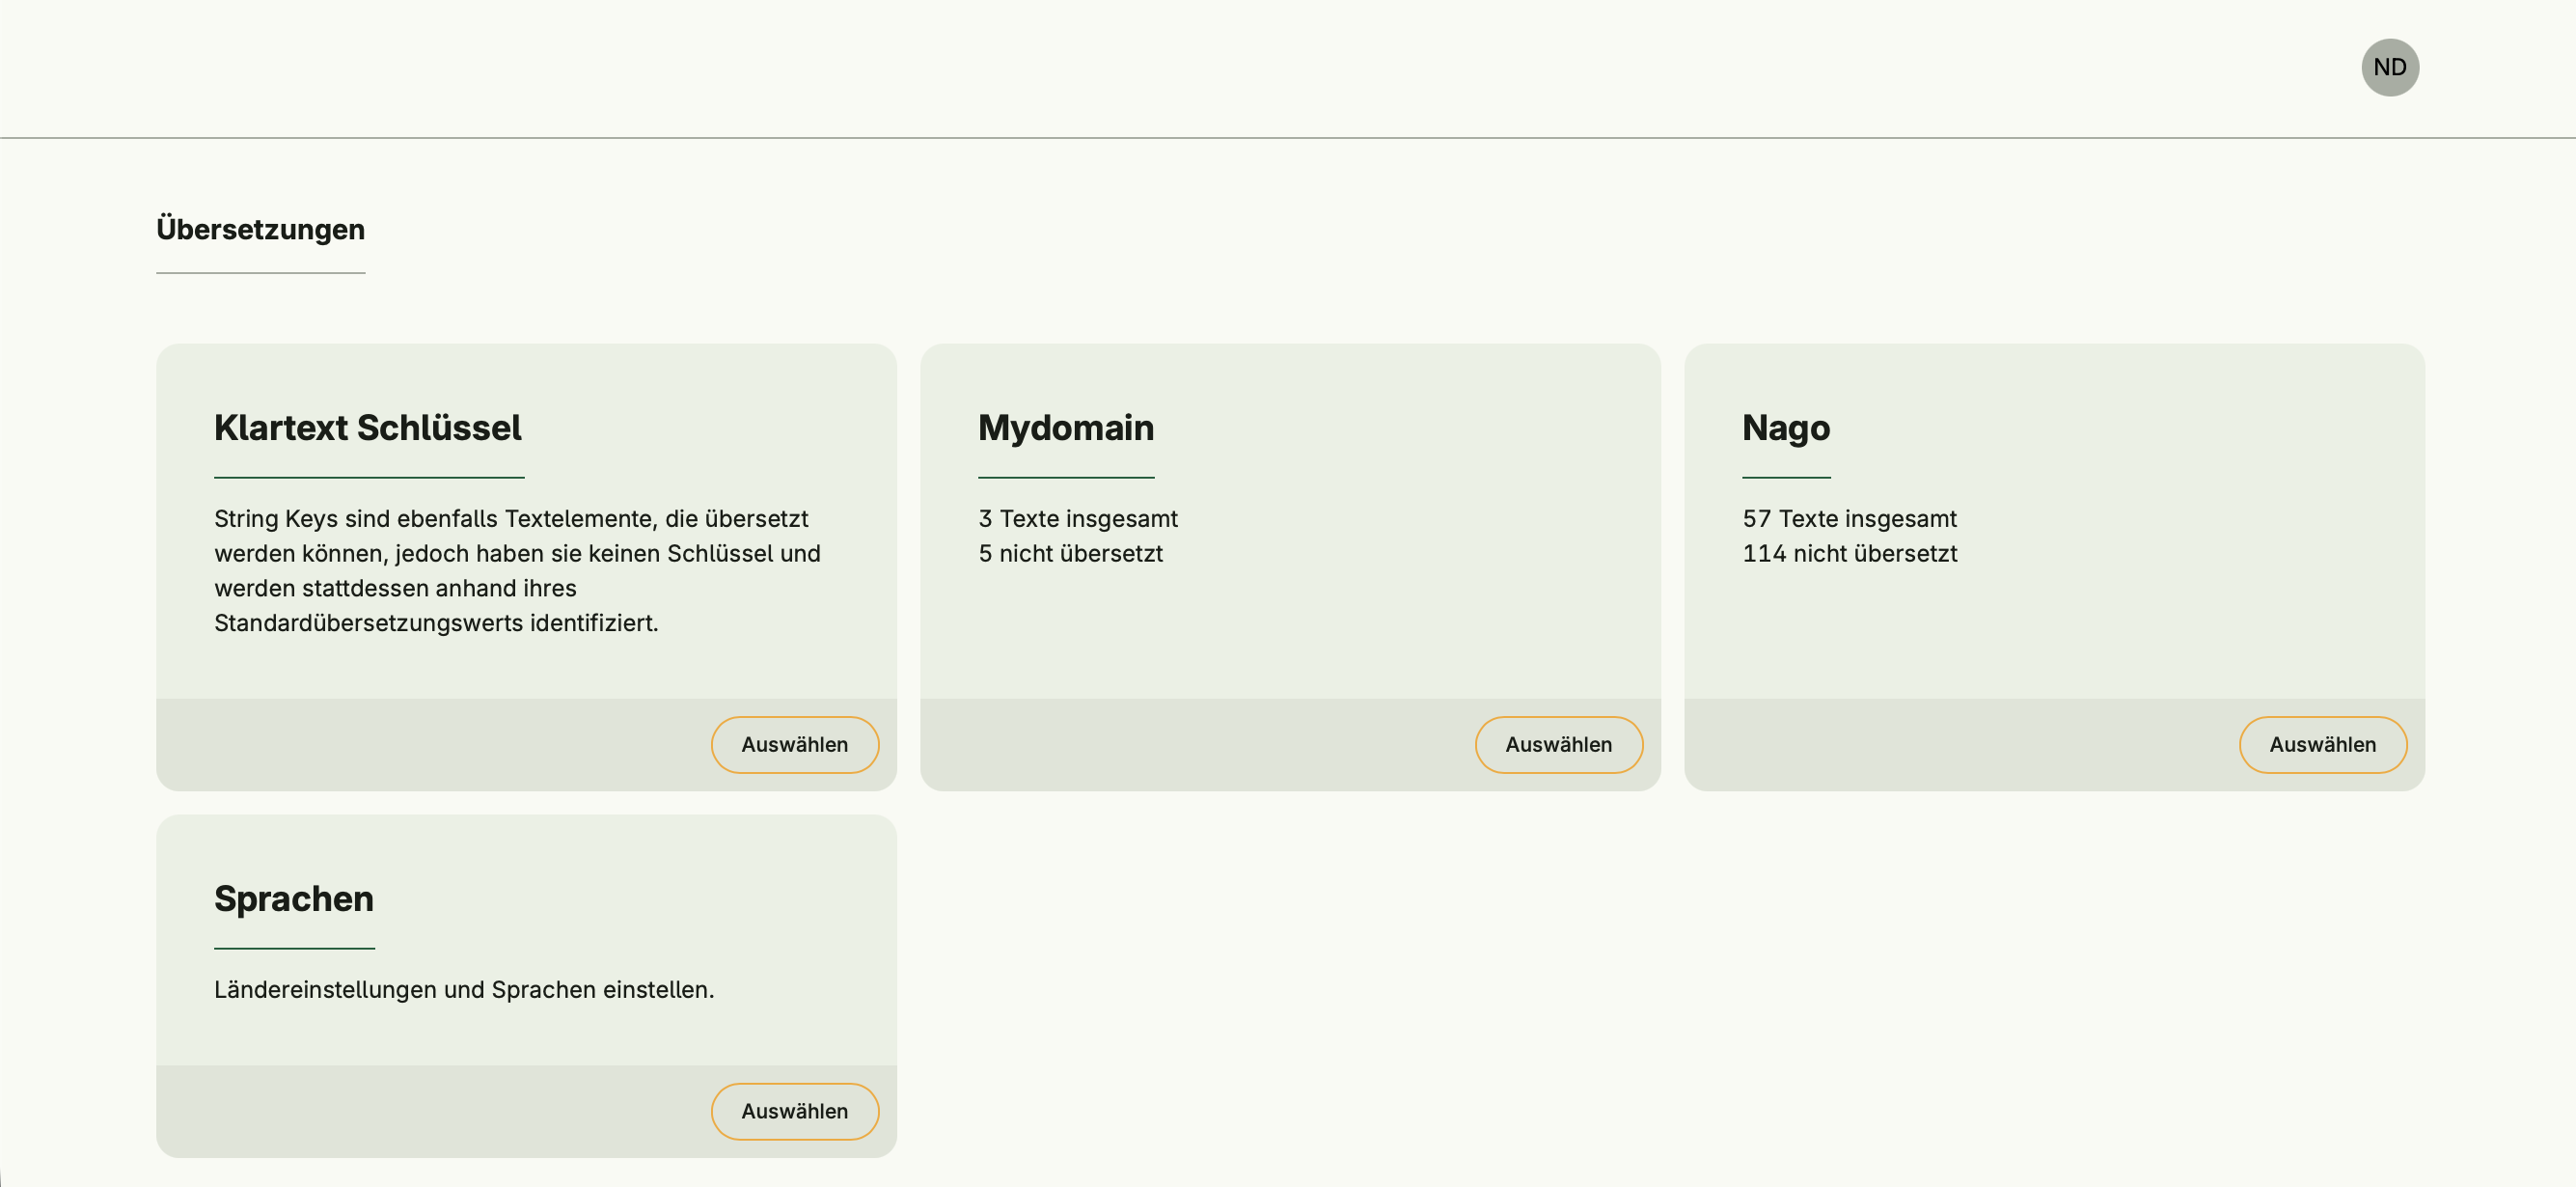 ND
Übersetzungen
Klartext Schlüssel
String Keys sind ebenfalls Textelemente, die übersetzt
werden können, jedoch haben sie keinen Schlüssel und
werden stattdessen anhand ihres
Standardübersetzungswerts identifiziert.
Auswählen
Mydomain
3 Texte insgesamt
5 nicht übersetzt
Auswählen
Nago
57 Texte insgesamt
114 nicht übersetzt
Auswählen
Sprachen
Ländereinstellungen und Sprachen einstellen.
Auswählen